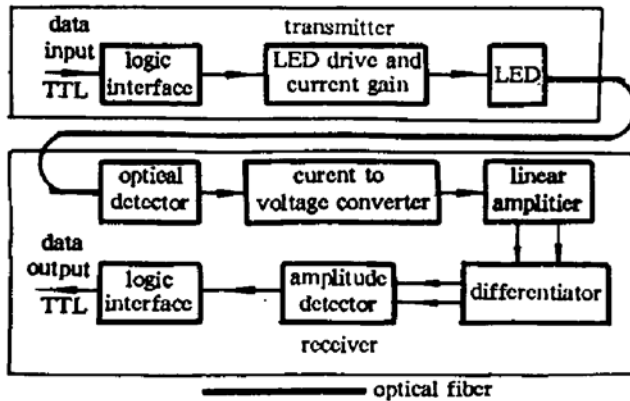 transmitter
data
input
TTL
logic
interface
LED drive and
current gain
LED
optical
detector
curent to
voltage converter
linear
amplitier
data
output
TTL
logic
interface
amplitude
detector
differentiator
receiver
optical fiber